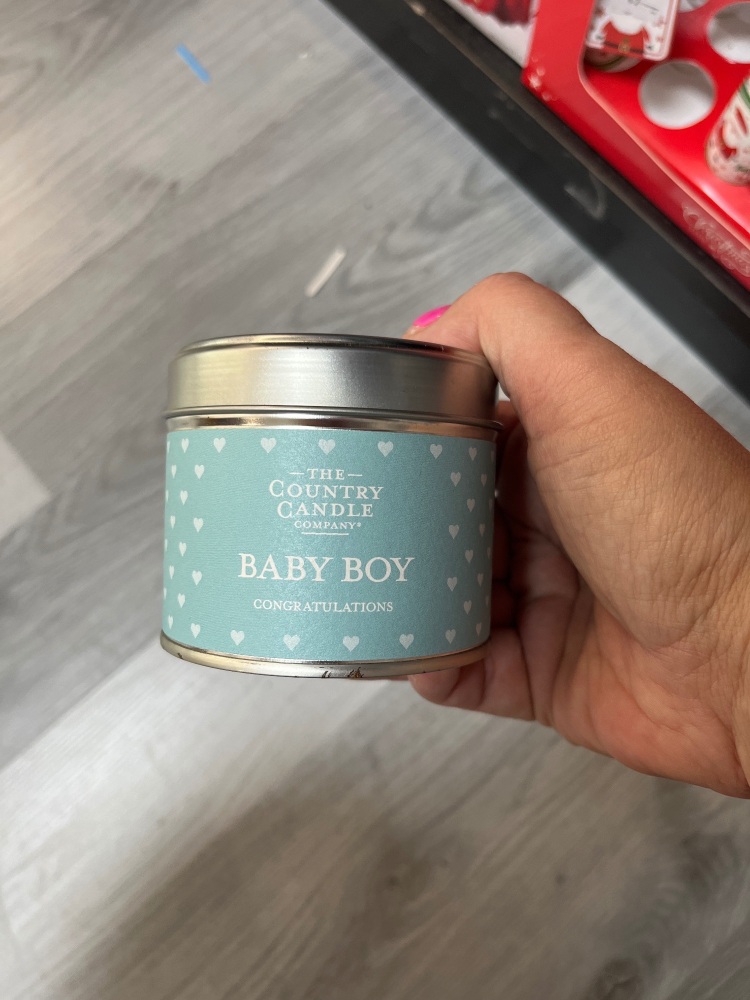 —THE—
COUNTRY
CANDLE
COMPANY®
BABY BOY
CONGRATULATIONS